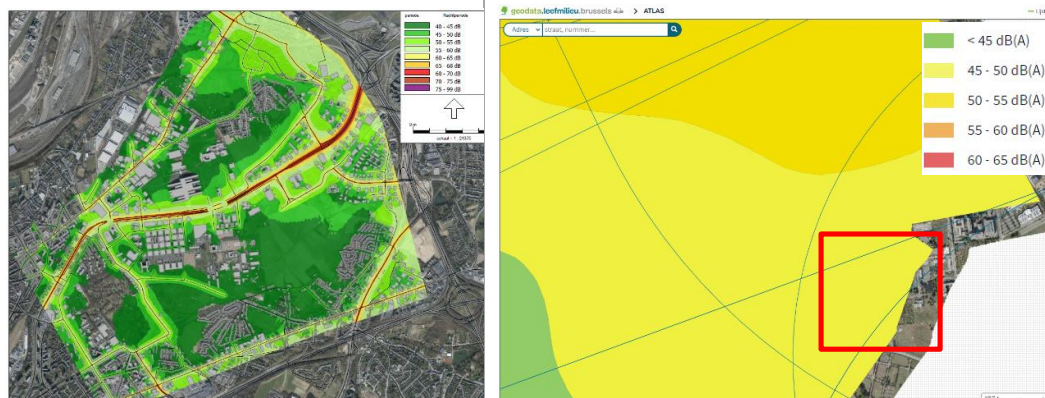 periode
Nachtperiode
40 - 45 dB
45 - 50 dB
50 - 55 dB
55 - 60 dB
60 - 65 dB
65 - 68 dB
68 - 70 dB
70 - 75 dB
75 - 99 dB
geodata.leefmilieu.brussels > ATLAS
Adres straat, nummer...
< 45 dB(A)
45 - 50 dB(A)
50 - 55 dB(A)
55 - 60 dB(A)
60 - 65 dB(A)